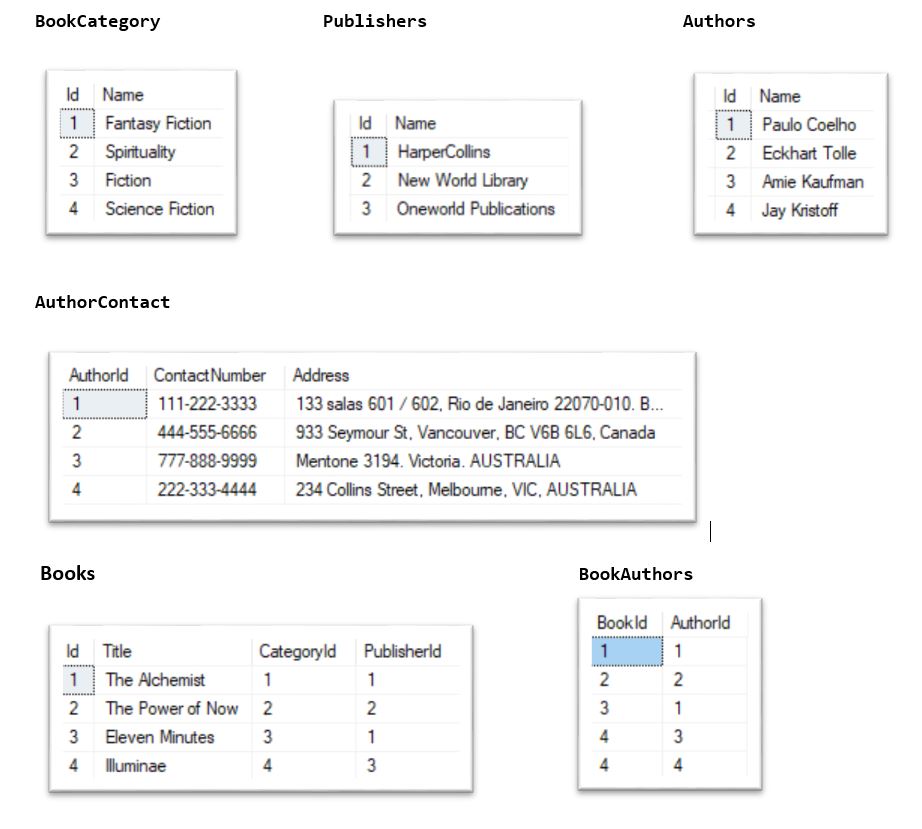 BookCategory
Publishers
Authors
Id Name
1 Fantasy Fiction
2 Spirituality
3 Fiction
4 Science Fiction
Id Name
1 HarperCollins
2 New World Library
3 Oneworld Publications
Id Name
1 Paulo Coelho
2 Eckhart Tolle
3 Amie Kaufman
4 Jay Kristoff
AuthorContact
AuthorId ContactNumber Address
1 111-222-3333 133 salas 601 / 602, Rio de Janeiro 22070-010. B...
2 444-555-6666 933 Seymour St, Vancouver, BC V6B 6L6, Canada
3 777-888-9999 Mentone 3194. Victoria. AUSTRALIA
4 222-333-4444 234 Collins Street, Melbourne, VIC, AUSTRALIA
Books
BookAuthors
Id Title CategoryId PublisherId
1 The Alchemist 1 1
2 The Power of Now 2 2
3 Eleven Minutes 3 1
4 Illuminae 4 3
BookId AuthorId
1 1
2 2
3 1
4 3
4 4